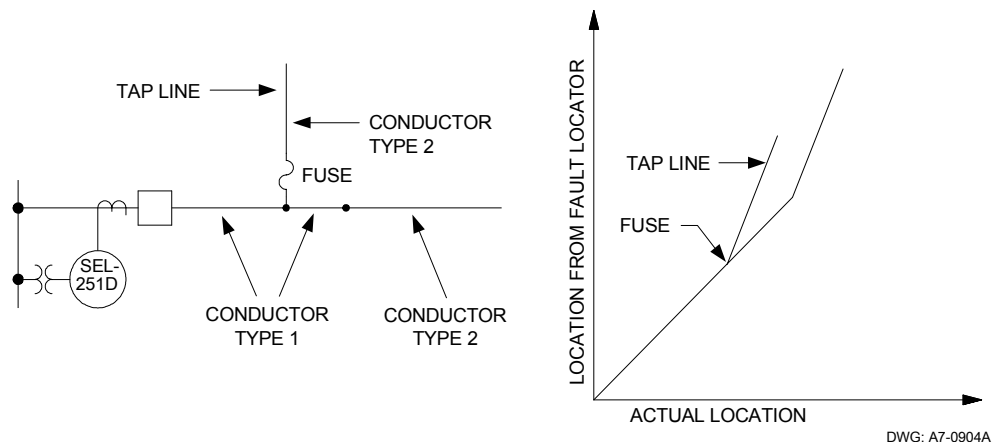 TAP LINE
CONDUCTOR
TYPE 2
FUSE
SEL-
251D
CONDUCTOR
TYPE 1
CONDUCTOR
TYPE 2
LOCATION FROM FAULT LOCATOR
TAP LINE
FUSE
ACTUAL LOCATION
DWG: A7-0904A